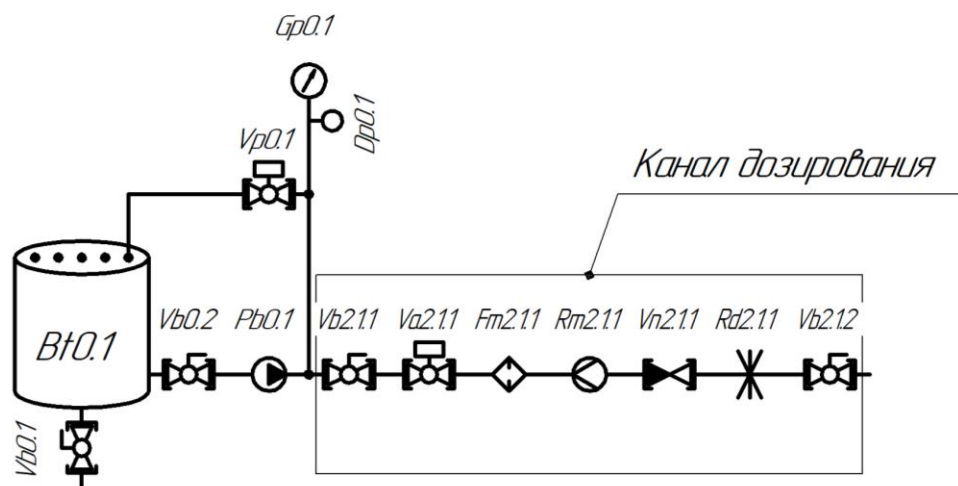 Gp0.1
Dp0.1
Vp0.1
Канал дозирования
Bt0.1
Vb0.2
Pb0.1
Vb2.1.1
Va2.1.1
Fm2.1.1
Rm2.1.1
Vn2.1.1
Rd2.1.1
Vb2.1.2
Vb0.1